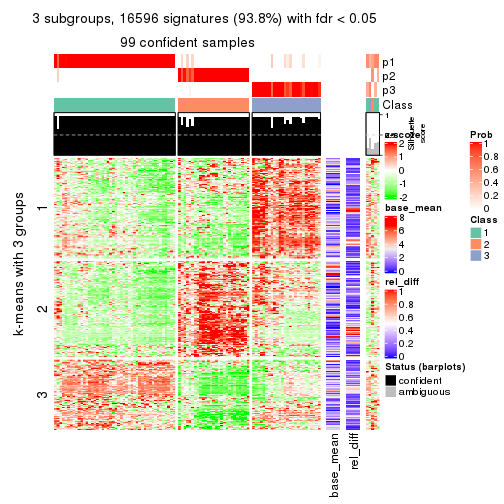 3 subgroups, 16596 signatures (93.8%) with fdr < 0.05
99 confident samples
p1
p2
p3
Class
1
0
Silhouette
score
k-means with 3 groups
1
2
3
base_mean
rel_diff
z-score
2
1
0
-1
-2
base_mean
8
6
4
2
0
rel_diff
1
0.8
0.6
0.4
0.2
0
Status (barplots)
confident
ambiguous
Prob
1
0.8
0.6
0.4
0.2
0
Class
1
2
3